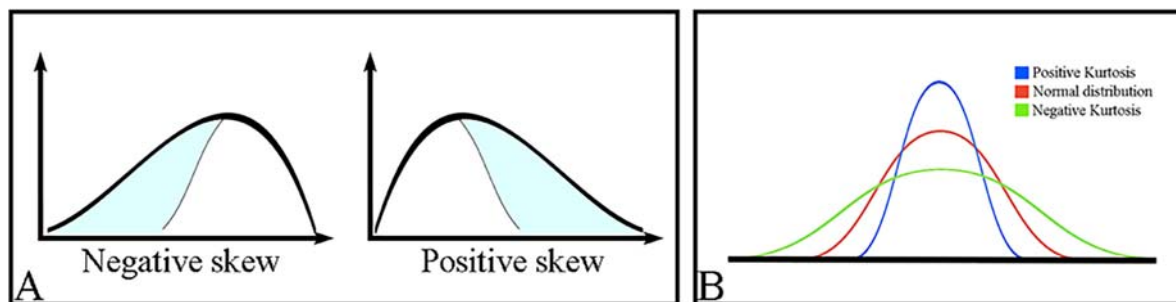 Negative skew
Positive skew
A
Positive Kurtosis
Normal distribution
Negative Kurtosis
B